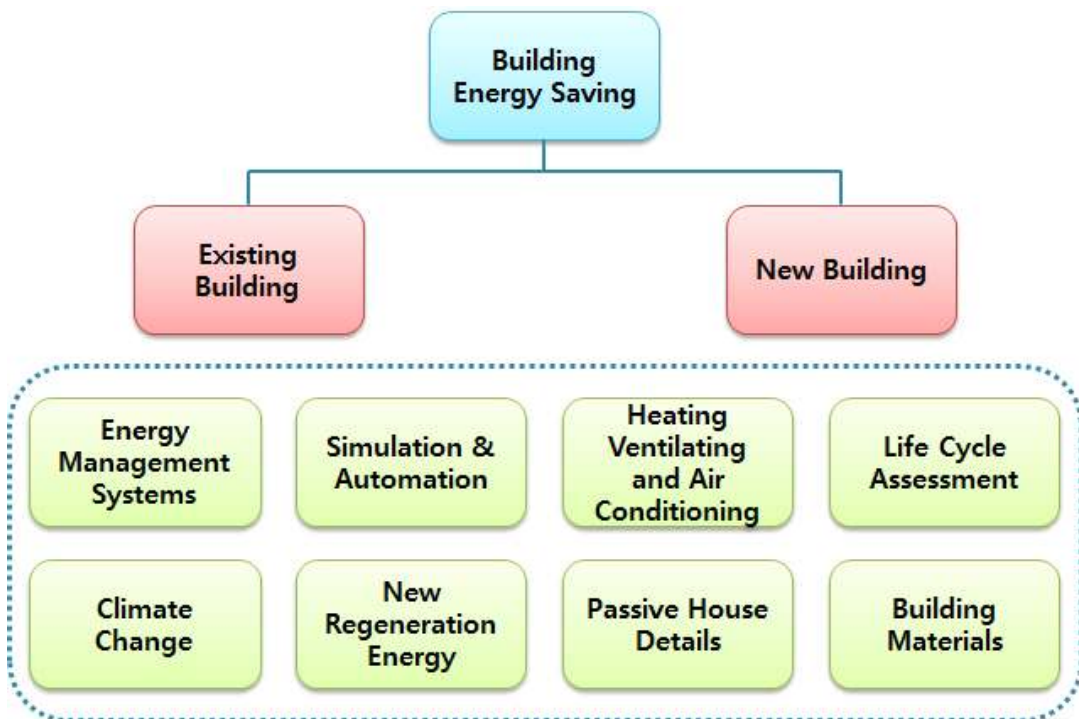 Building
Energy Saving
Existing
Building
New Building
Energy
Management
Systems
Simulation &
Automation
Heating
Ventilating
and Air
Conditioning
Life Cycle
Assessment
Climate
Change
New
Regeneration
Energy
Passive House
Details
Building
Materials